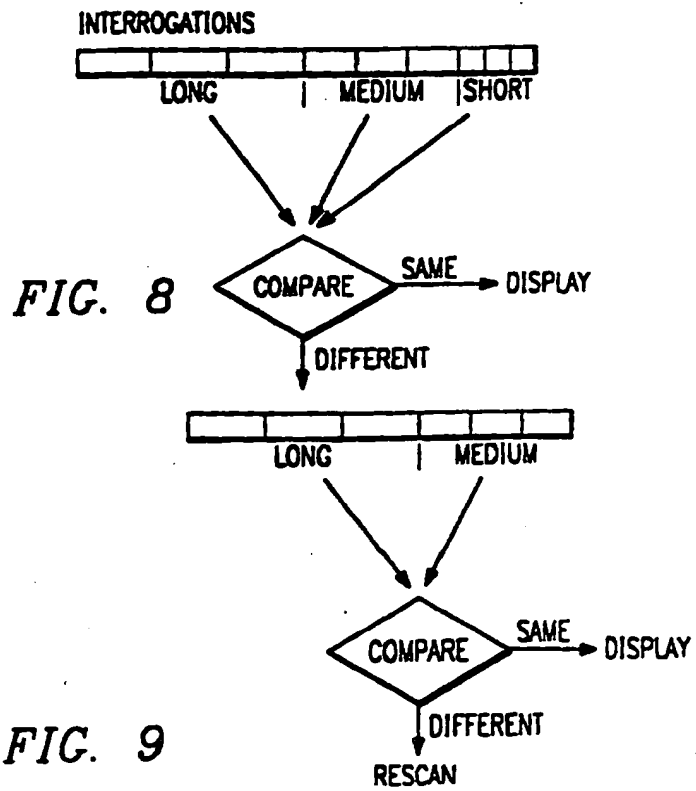 INTERROGATIONS
LONG | MEDIUM | SHORT
COMPARE
SAME
DISPLAY
FIG. 8
DIFFERENT
LONG | MEDIUM
COMPARE
SAME
DISPLAY
DIFFERENT
FIG. 9
RESCAN